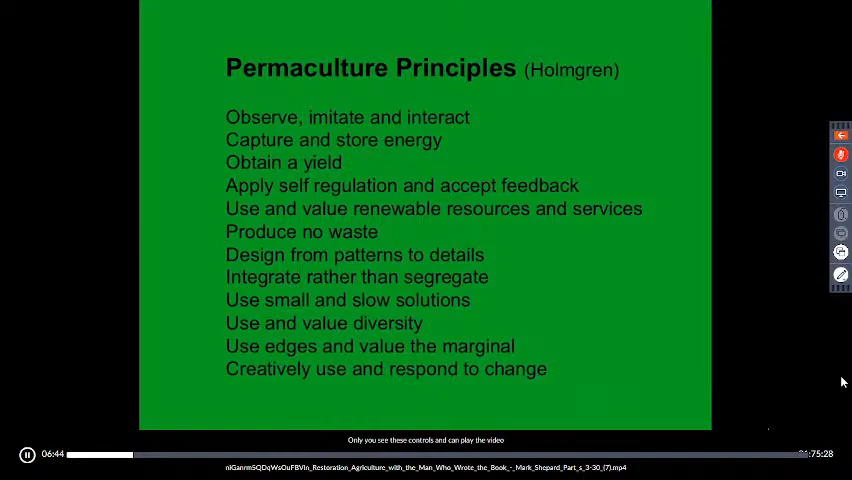 Permaculture Principles (Holmgren)
Observe, imitate and interact
Capture and store energy
Obtain a yield
Apply self regulation and accept feedback
Use and value renewable resources and services
Produce no waste
Design from patterns to details
Integrate rather than segregate
Use small and slow solutions
Use and value diversity
Use edges and value the marginal
Creatively use and respond to change
Only you see these controls and can play the video
06:44
75:28